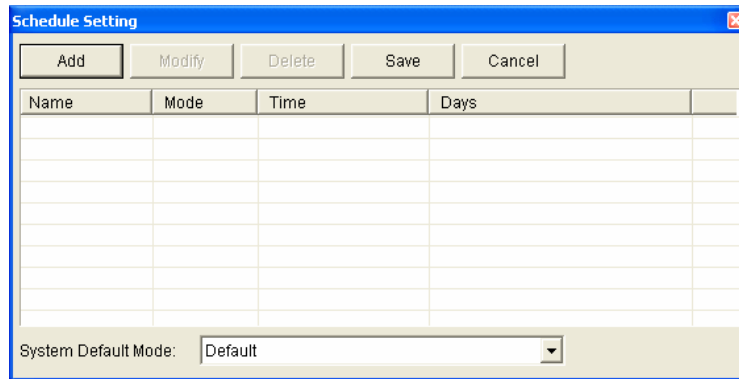 Schedule Setting
Add Modify Delete Save Cancel
Name Mode Time Days
System Default Mode: Default